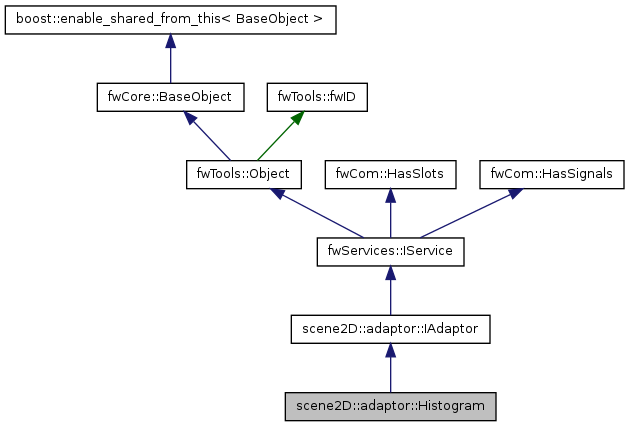 boost::enable_shared_from_this< BaseObject >
fwCore::BaseObject
fwTools::fwID
fwTools::Object
fwCom::HasSlots
fwCom::HasSignals
fwServices::IService
scene2D::adaptor::IAdaptor
scene2D::adaptor::Histogram